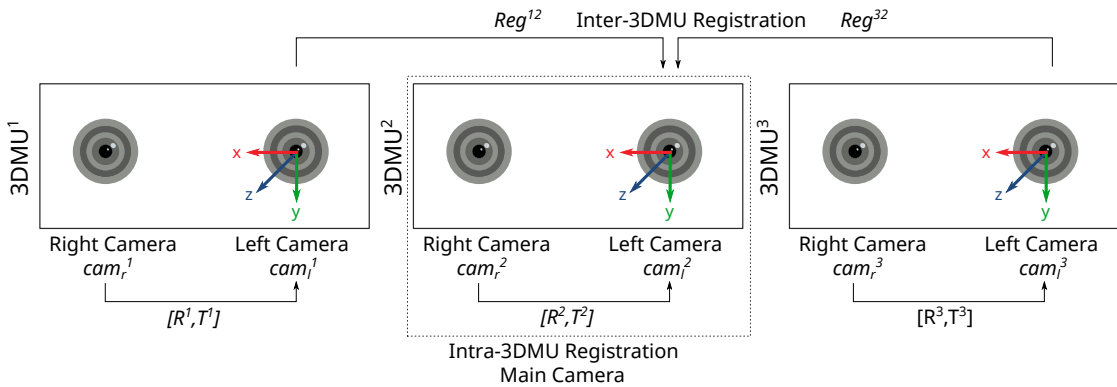 Reg¹² Inter-3DMU Registration Reg³²
3DMU¹
x
z
y
Right Camera Left Camera
camᵣ¹ camₗ¹
[R¹,T¹]
3DMU²
x
z
y
Right Camera Left Camera
camᵣ² camₗ²
[R²,T²]
Intra-3DMU Registration
Main Camera
3DMU³
x
z
y
Right Camera Left Camera
camᵣ³ camₗ³
[R³,T³]